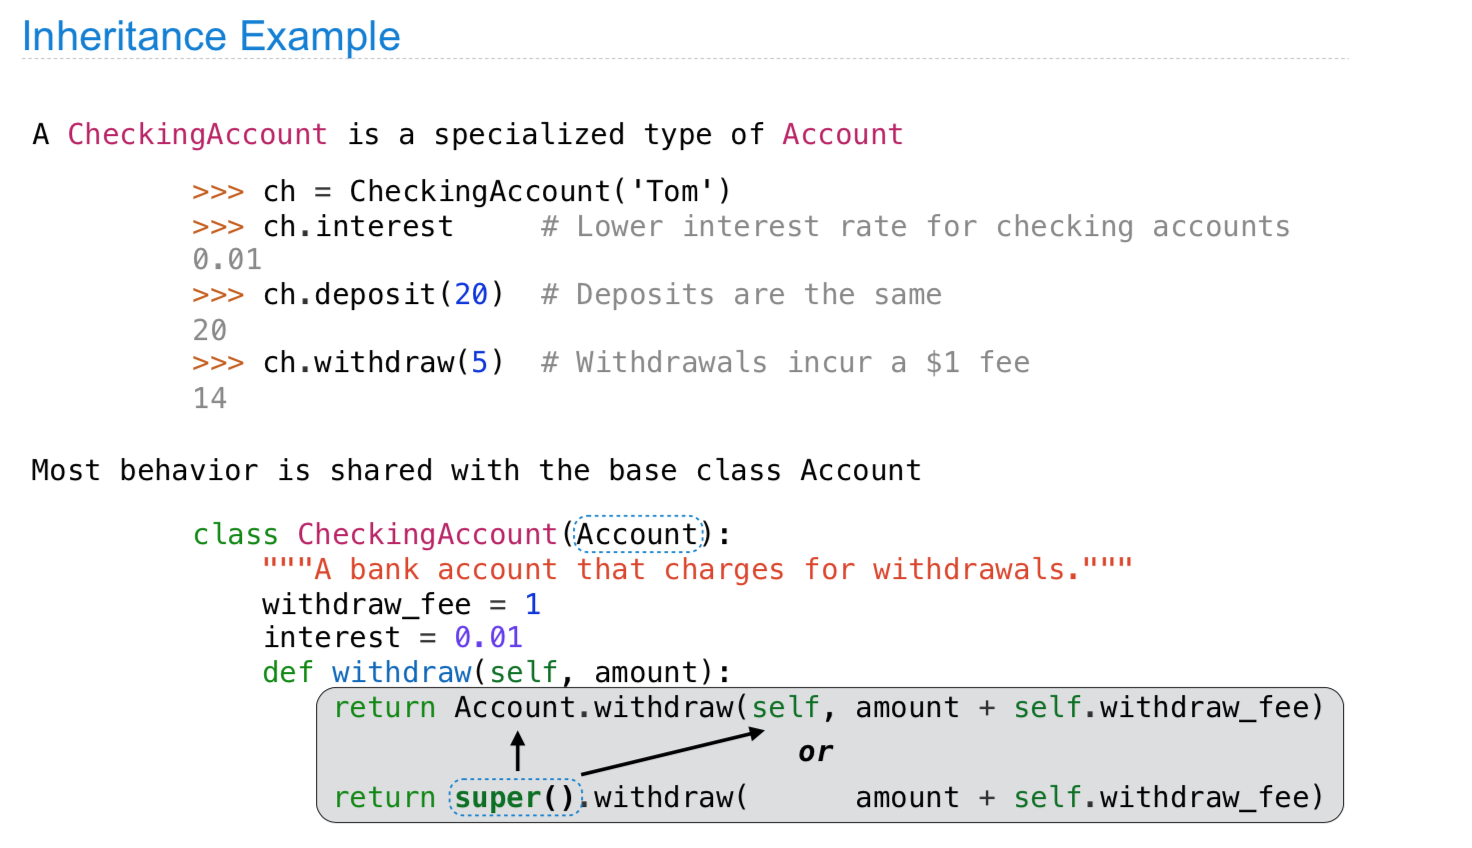 Inheritance Example
A CheckingAccount is a specialized type of Account
>>> ch = CheckingAccount('Tom')
>>> ch.interest     # Lower interest rate for checking accounts
0.01
>>> ch.deposit(20)  # Deposits are the same
20
>>> ch.withdraw(5)  # Withdrawals incur a $1 fee
14
Most behavior is shared with the base class Account
class CheckingAccount(Account):
    """A bank account that charges for withdrawals."""
    withdraw_fee = 1
    interest = 0.01
    def withdraw(self, amount):
        return Account.withdraw(self, amount + self.withdraw_fee)
or
        return super().withdraw(      amount + self.withdraw_fee)